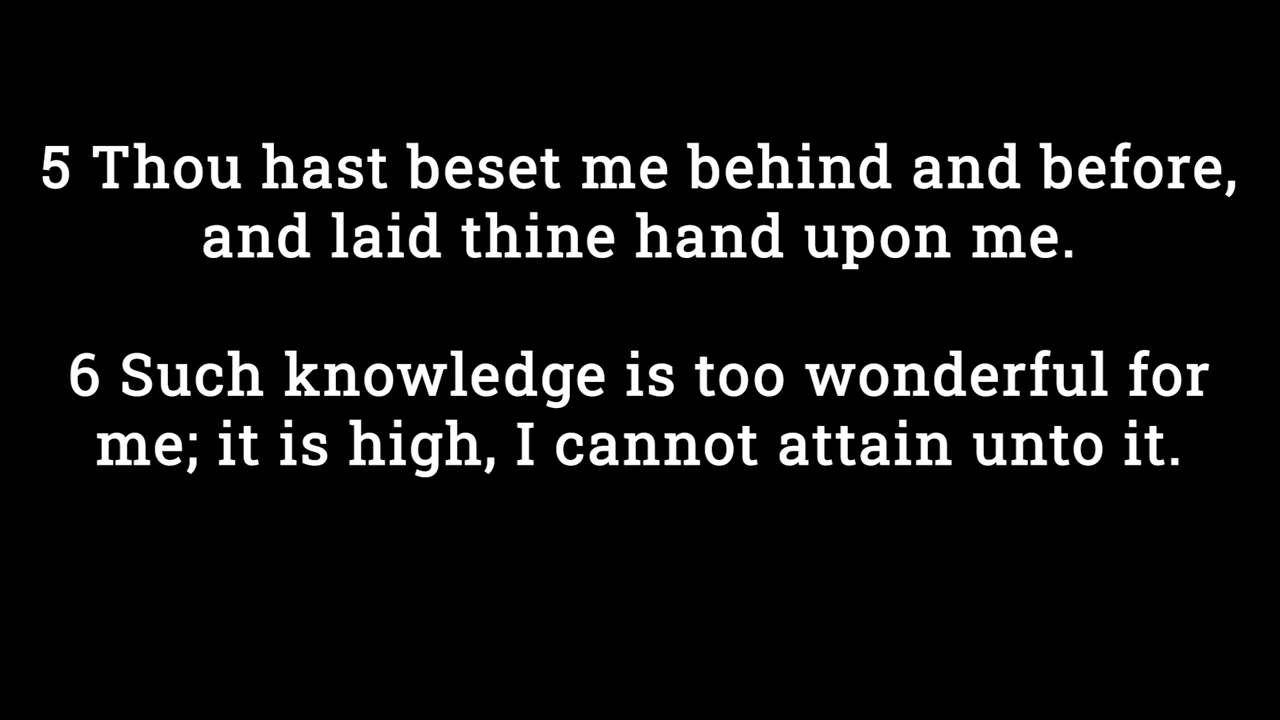 5 Thou hast beset me behind and before,
and laid thine hand upon me.
6 Such knowledge is too wonderful for
me; it is high, I cannot attain unto it.